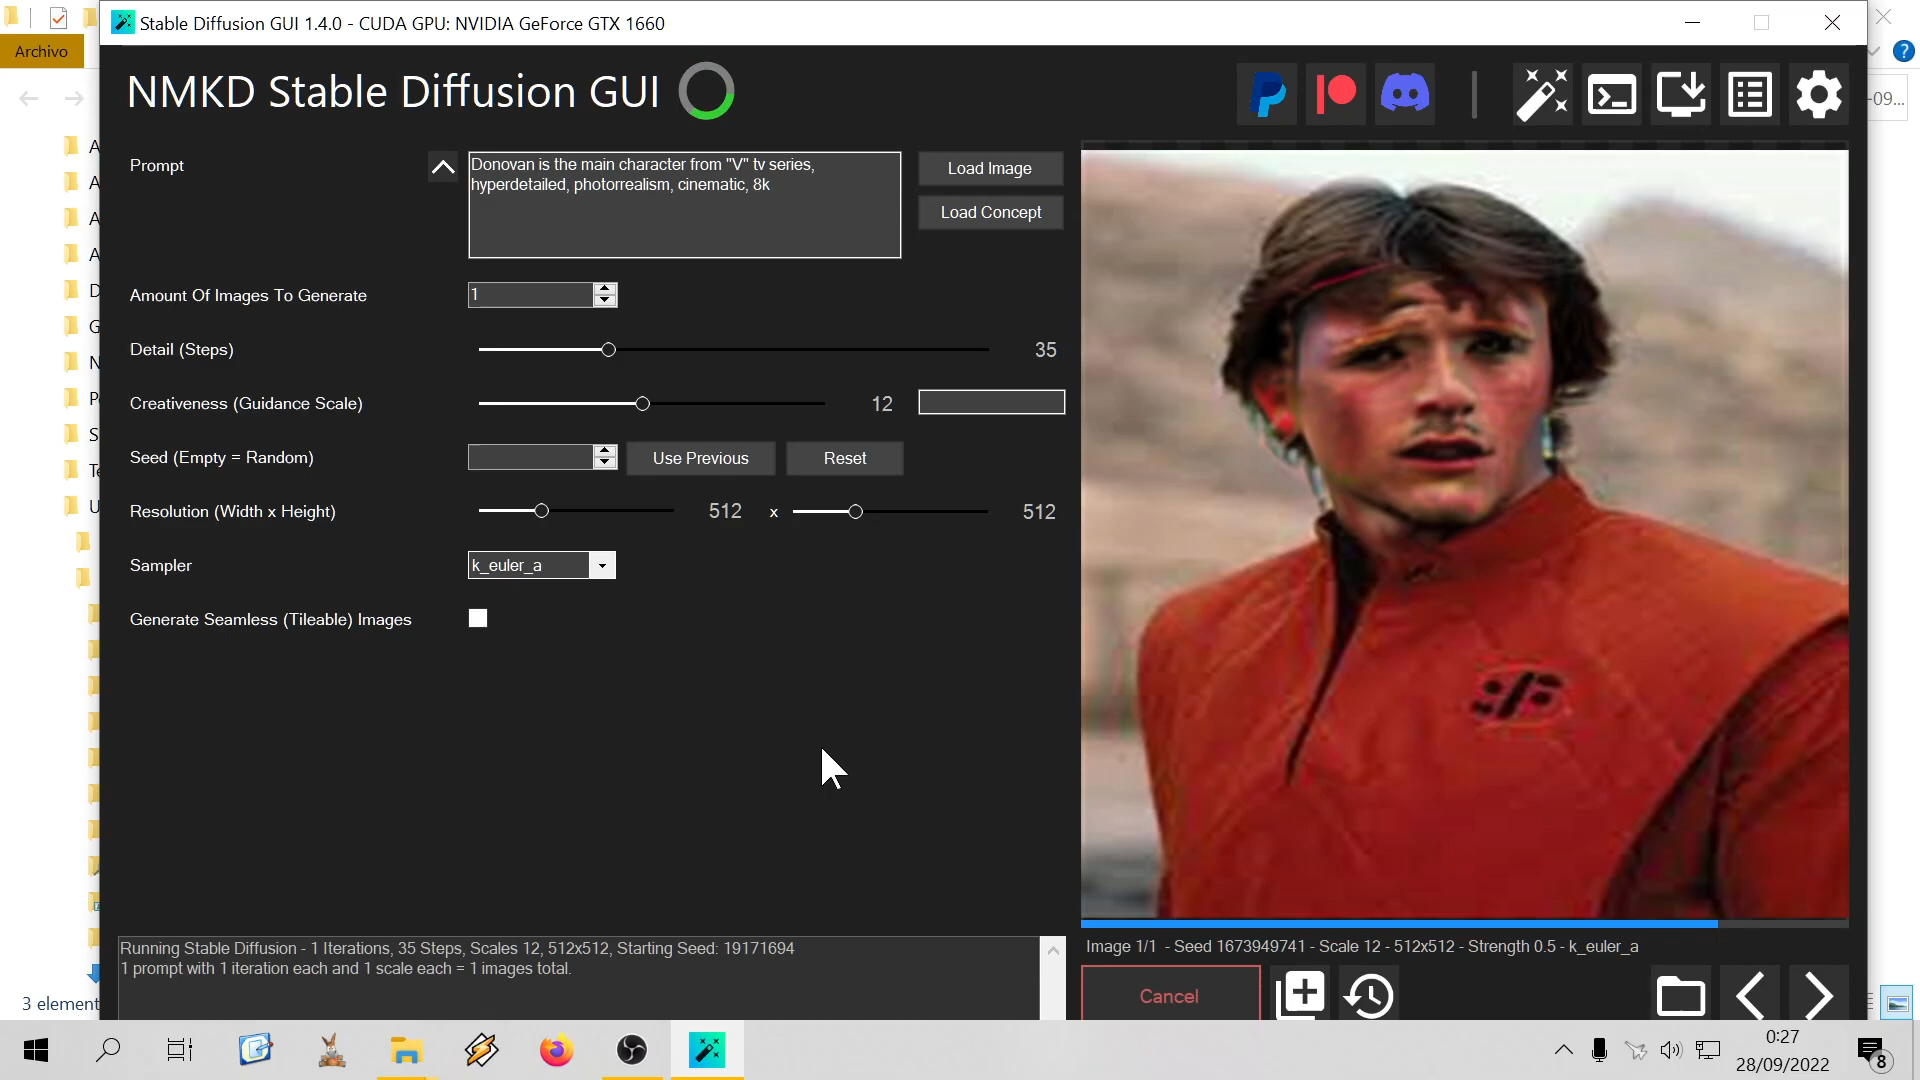 Stable Diffusion GUI 1.4.0 - CUDA GPU: NVIDIA GeForce GTX 1660
Archivo
NMKD Stable Diffusion GUI
-09...
Prompt
Donovan is the main character from "V" tv series,
hyperdetailed, photorrealism, cinematic, 8k
Load Image
Load Concept
Amount Of Images To Generate
1
Detail (Steps)
35
Creativeness (Guidance Scale)
12
Seed (Empty = Random)
Use Previous
Reset
Resolution (Width x Height)
512
x
512
Sampler
k_euler_a
Generate Seamless (Tileable) Images
Running Stable Diffusion - 1 Iterations, 35 Steps, Scales 12, 512x512, Starting Seed: 19171694
1 prompt with 1 iteration each and 1 scale each = 1 images total.
Image 1/1 - Seed 1673949741 - Scale 12 - 512x512 - Strength 0.5 - k_euler_a
Cancel
3 element
0:27
28/09/2022
8